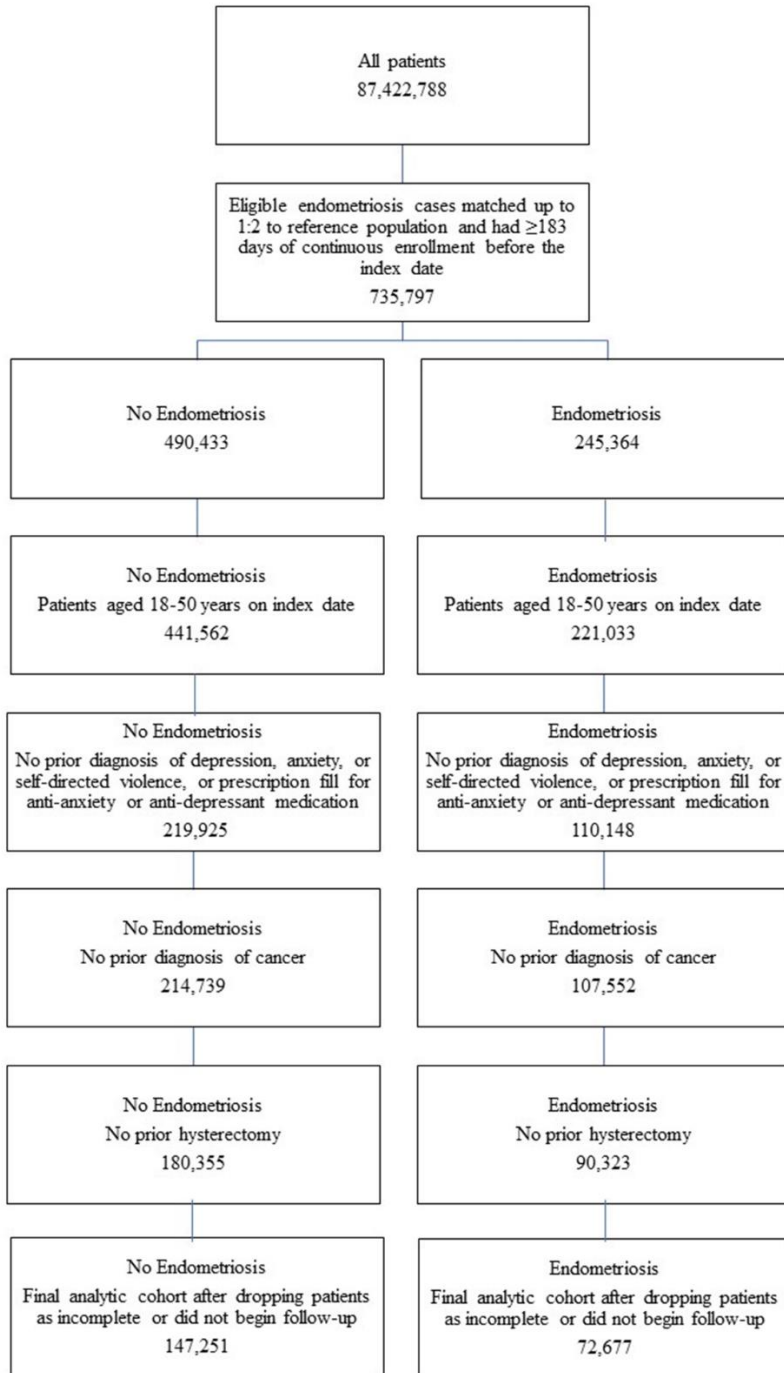 All patients
87,422,788
Eligible endometriosis cases matched up to
1:2 to reference population and had ≥183
days of continuous enrollment before the
index date
735,797
No Endometriosis
490,433
Endometriosis
245,364
No Endometriosis
Patients aged 18-50 years on index date
441,562
Endometriosis
Patients aged 18-50 years on index date
221,033
No Endometriosis
No prior diagnosis of depression, anxiety, or
self-directed violence, or prescription fill for
anti-anxiety or anti-depressant medication
219,925
Endometriosis
No prior diagnosis of depression, anxiety, or
self-directed violence, or prescription fill for
anti-anxiety or anti-depressant medication
110,148
No Endometriosis
No prior diagnosis of cancer
214,739
Endometriosis
No prior diagnosis of cancer
107,552
No Endometriosis
No prior hysterectomy
180,355
Endometriosis
No prior hysterectomy
90,323
No Endometriosis
Final analytic cohort after dropping patients
as incomplete or did not begin follow-up
147,251
Endometriosis
Final analytic cohort after dropping patients
as incomplete or did not begin follow-up
72,677